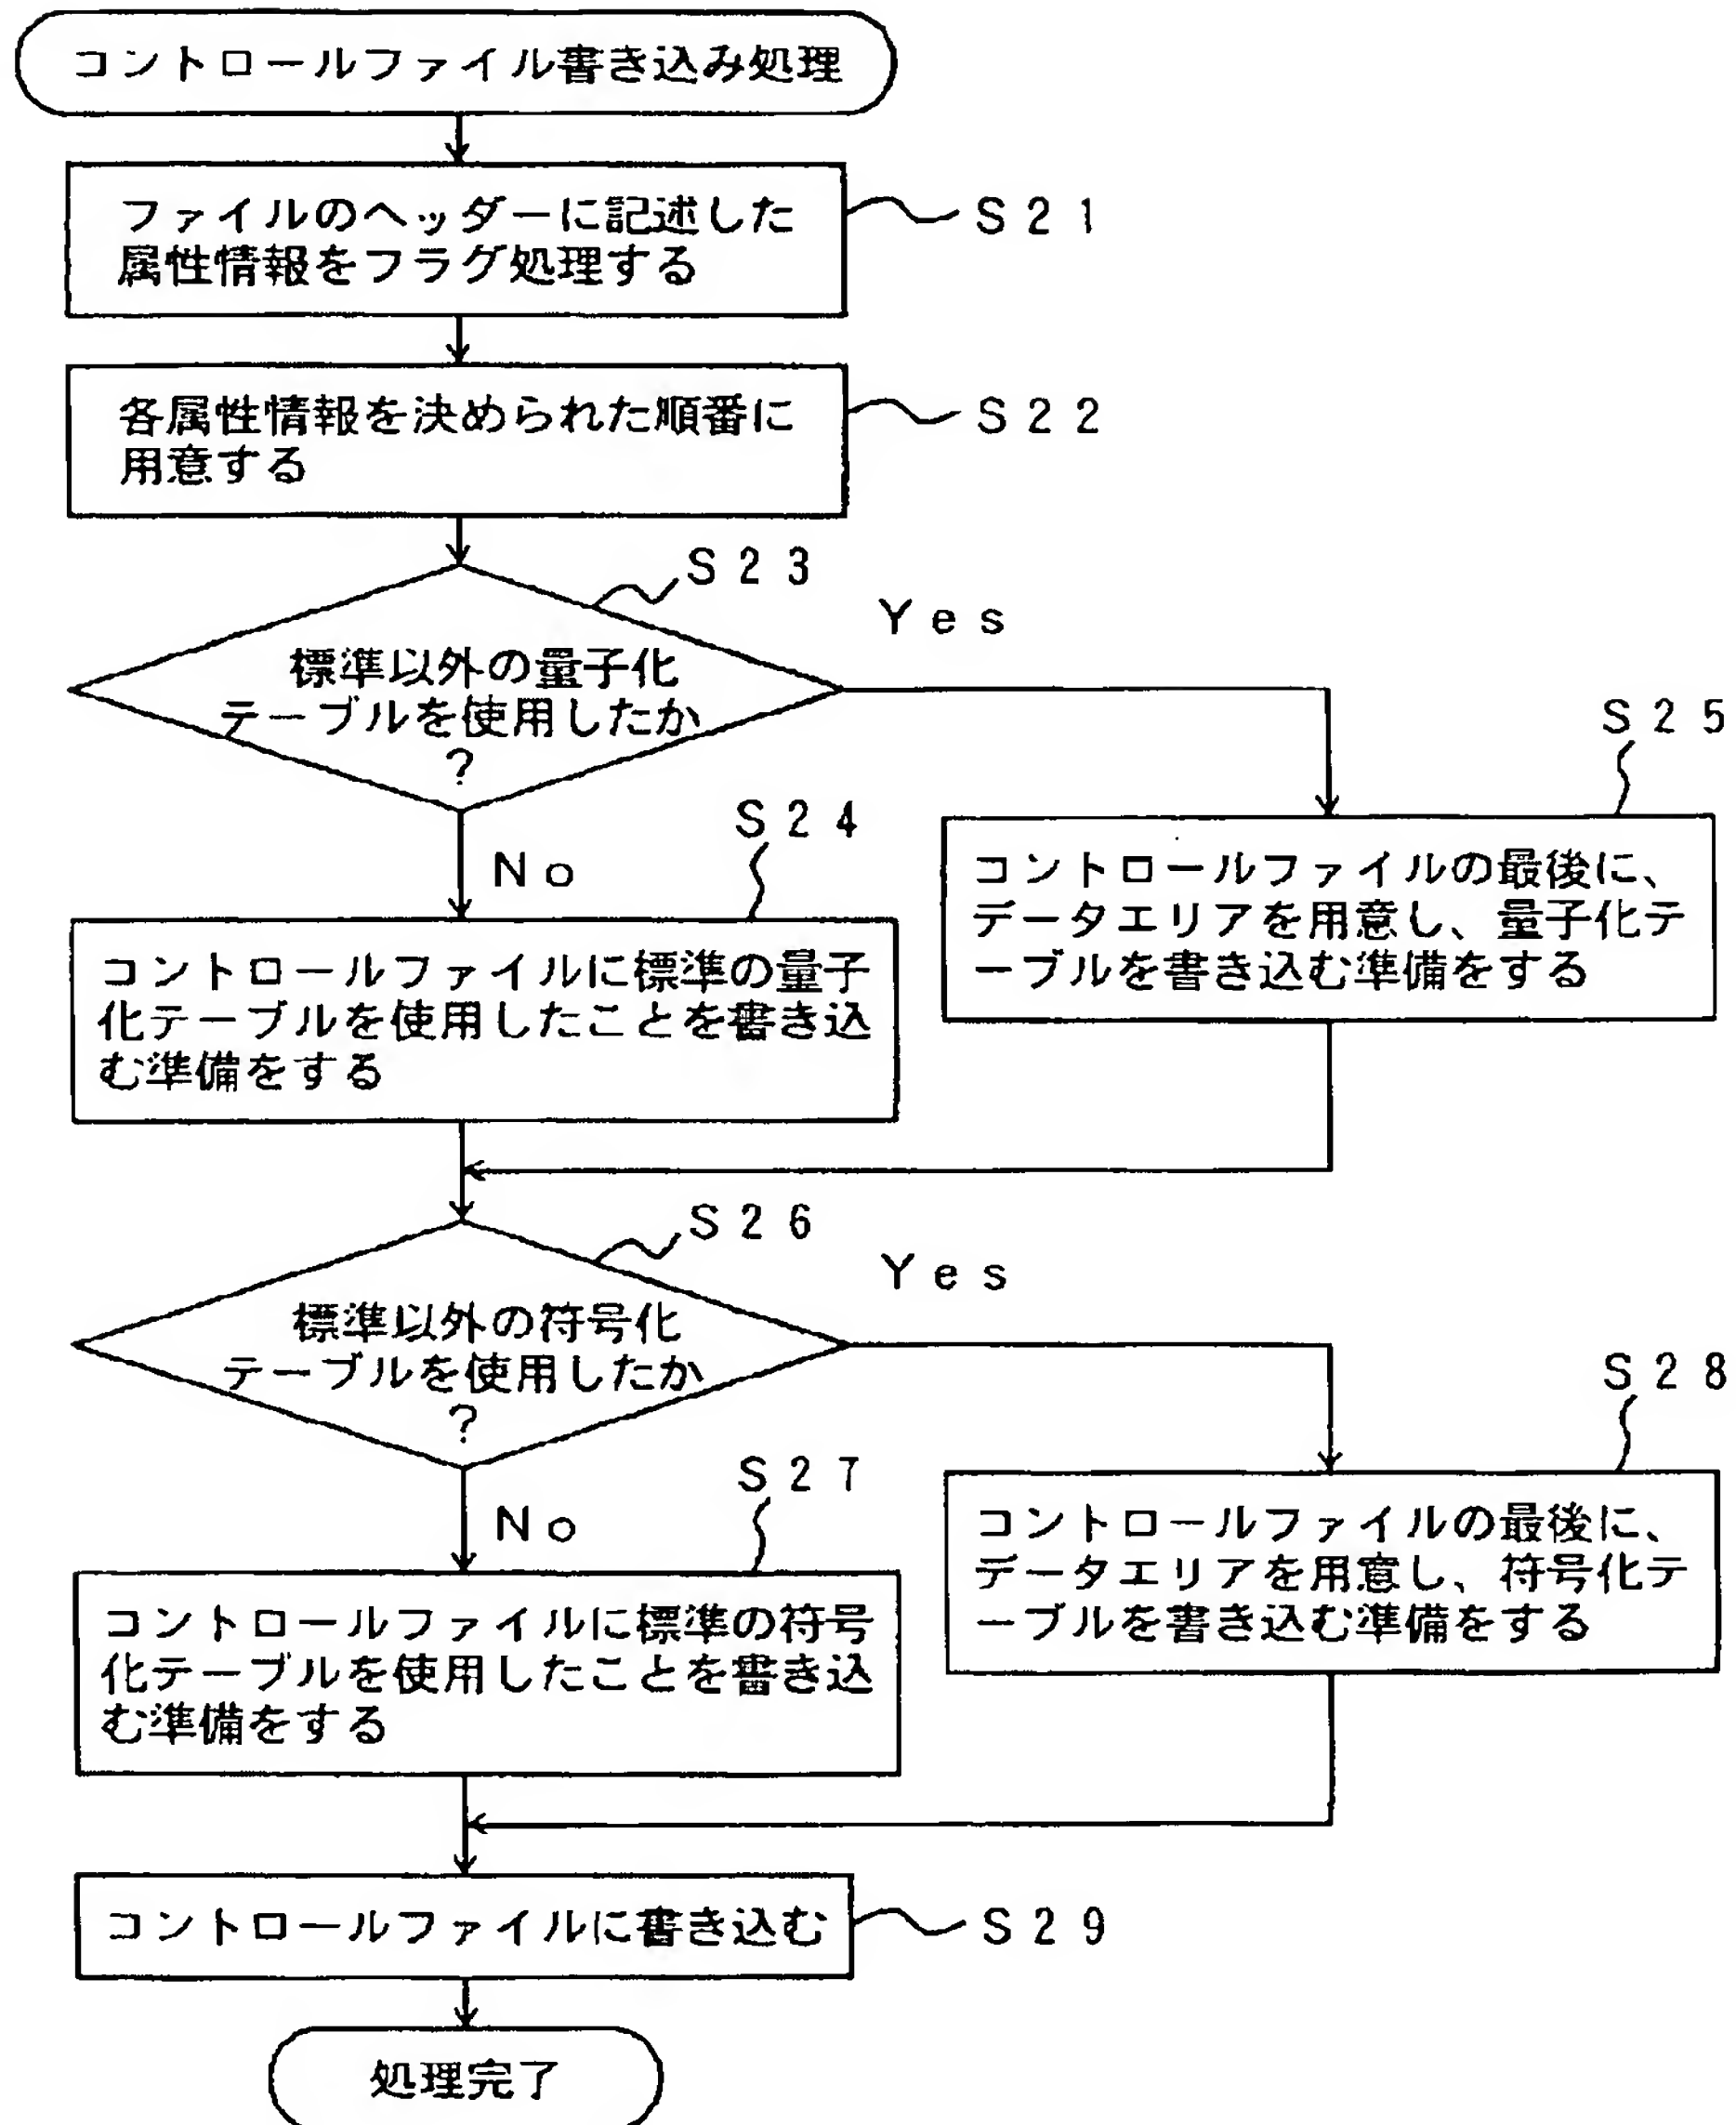 コントロールファイル書き込み処理
ファイルのヘッダーに記述した
属性情報をフラグ処理する
S21
各属性情報を決められた順番に
用意する
S22
S23
標準以外の量子化
テーブルを使用したか
?
Yes
No
S24
コントロールファイルに標準の量子
化テーブルを使用したことを書き込
む準備をする
S25
コントロールファイルの最後に、
データエリアを用意し、量子化テ
ーブルを書き込む準備をする
S26
標準以外の符号化
テーブルを使用したか
?
Yes
No
S27
コントロールファイルに標準の符号
化テーブルを使用したことを書き込
む準備をする
S28
コントロールファイルの最後に、
データエリアを用意し、符号化テ
ーブルを書き込む準備をする
コントロールファイルに書き込む
S29
処理完了